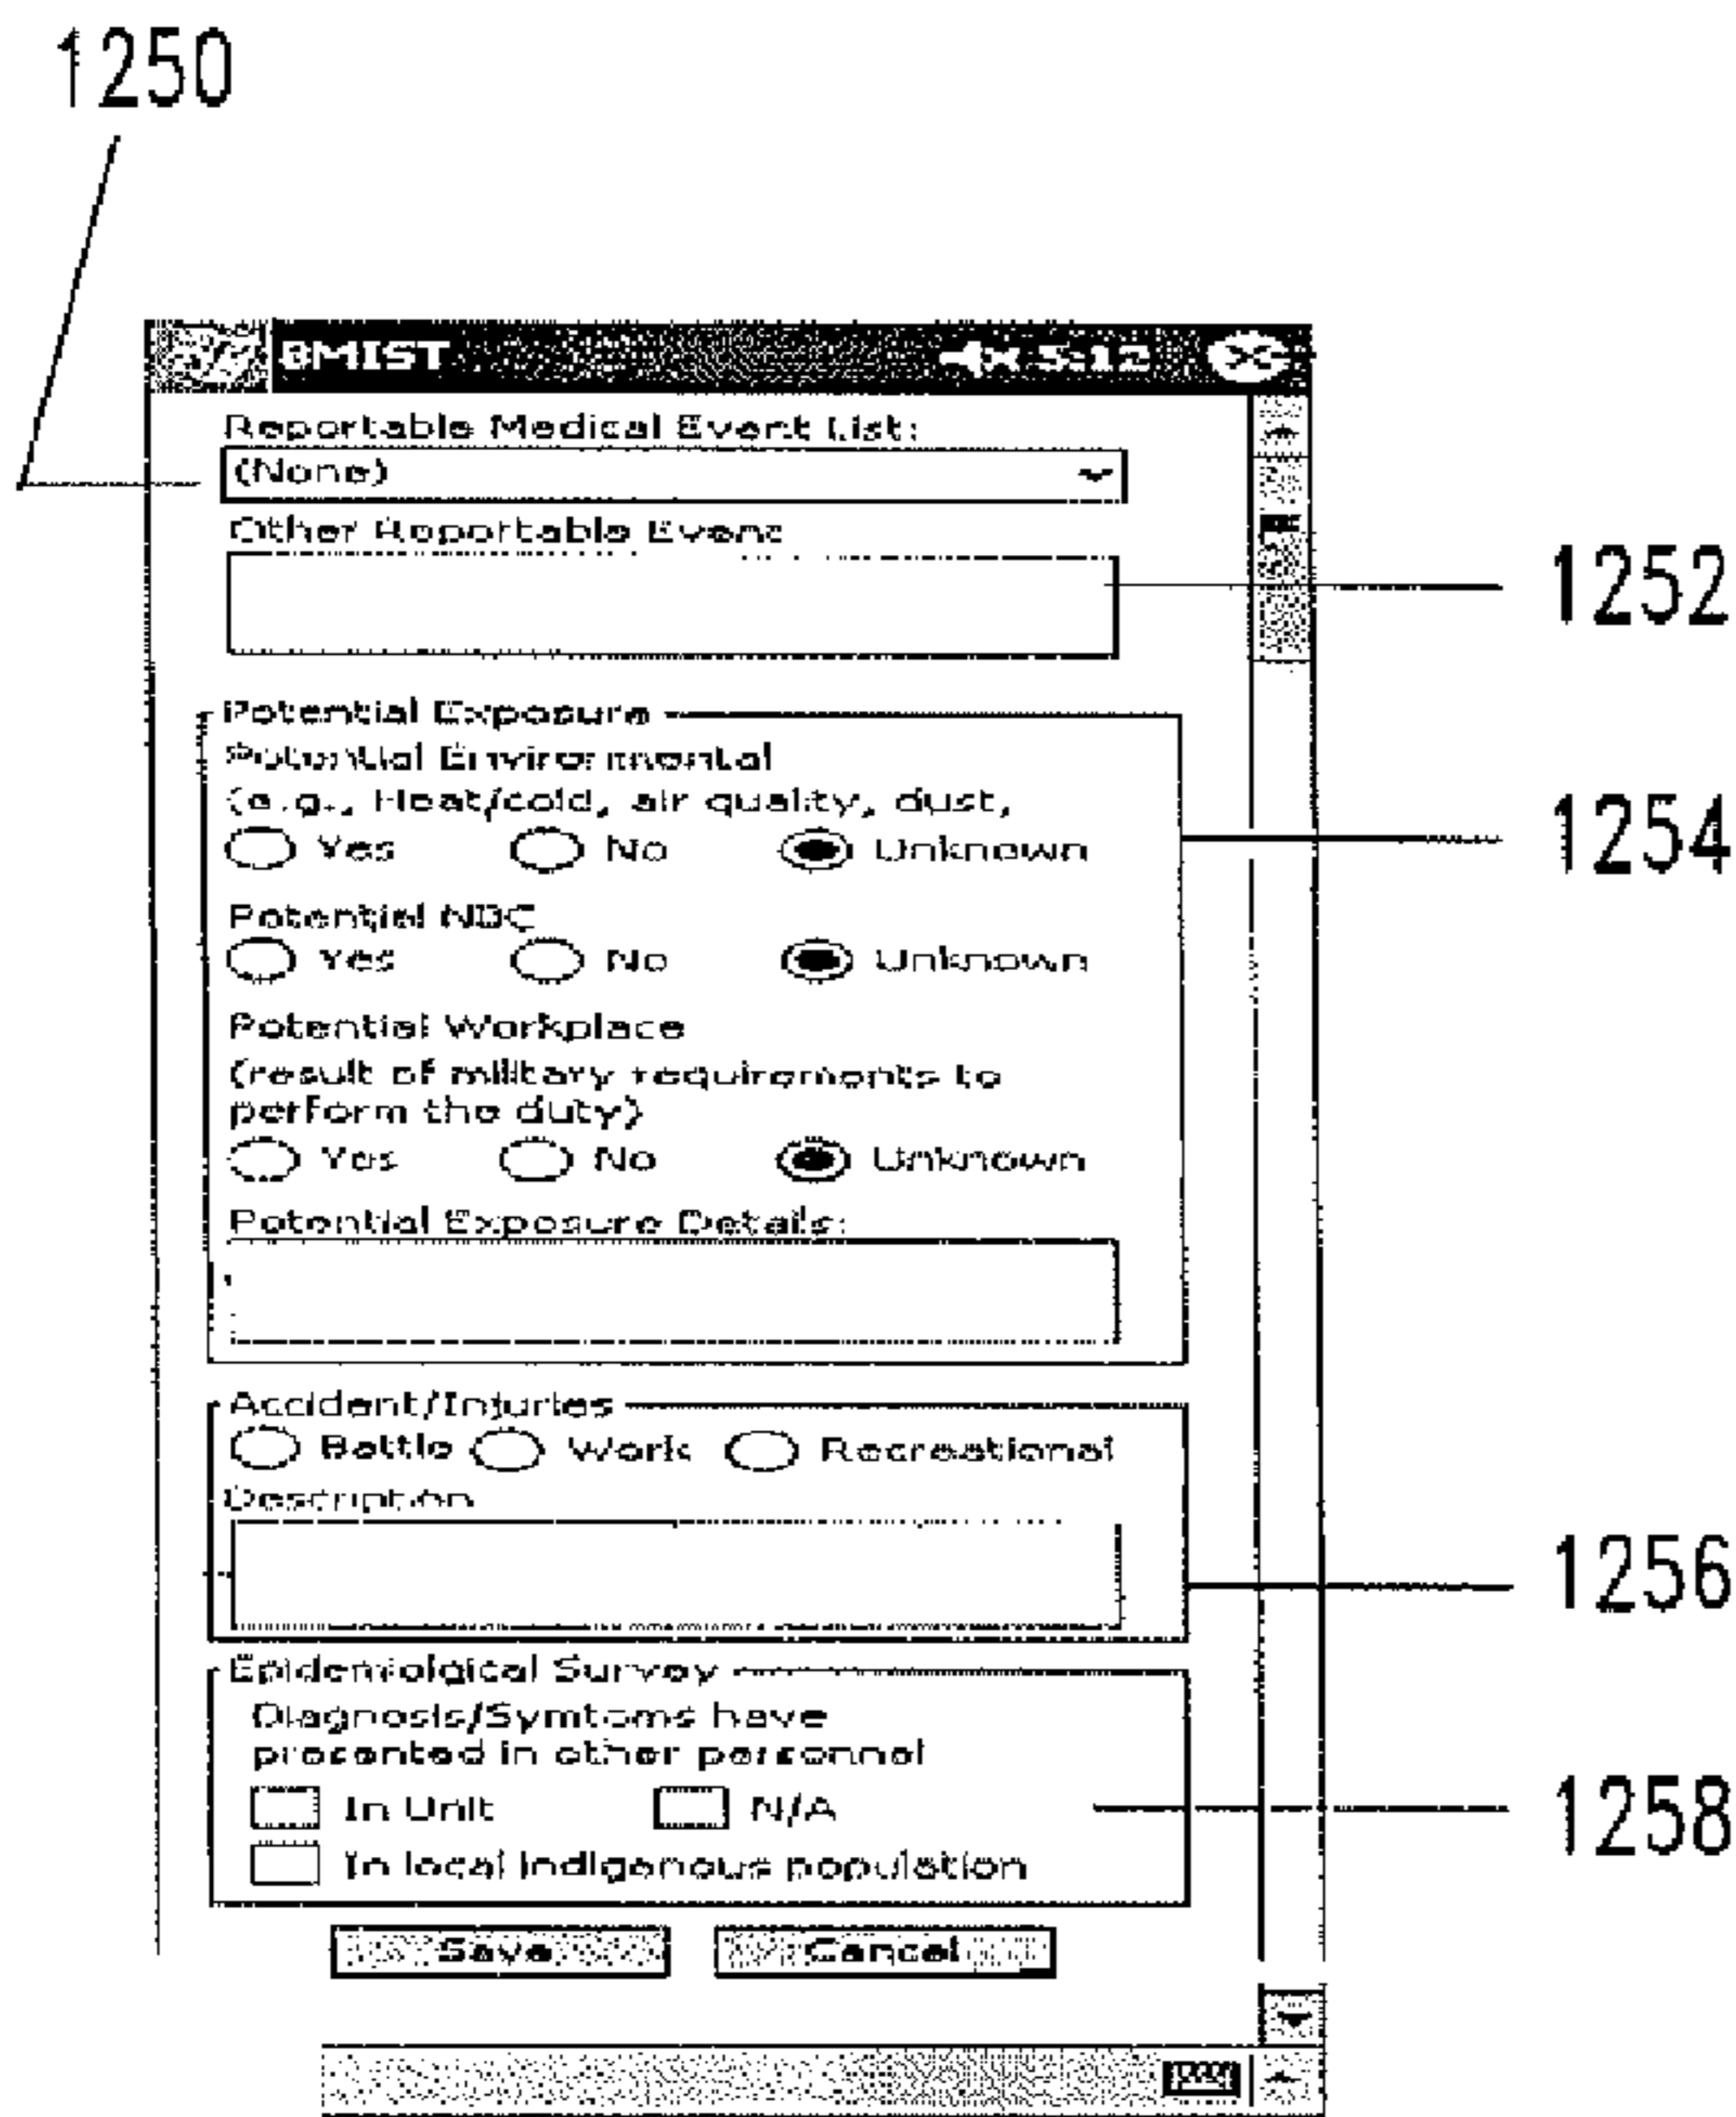 1250
BMIST 5:12
Reportable Medical Event List:
(None)
Other Reportable Event
1252
Potential Exposure
Potential Environmental
(e.g., Heat/cold, air quality, dust,
1254
Yes No Unknown
Potential NBC
Yes No Unknown
Potential Workplace
(result of military requirements to
perform the duty)
Yes No Unknown
Potential Exposure Details:
Accident/Injuries
Battle Work Recreational
Description
1256
Epidemiolgical Survey
Diagnosis/Symtoms have
presented in other personnel
In Unit N/A
1258
In local indigenous population
Save Cancel